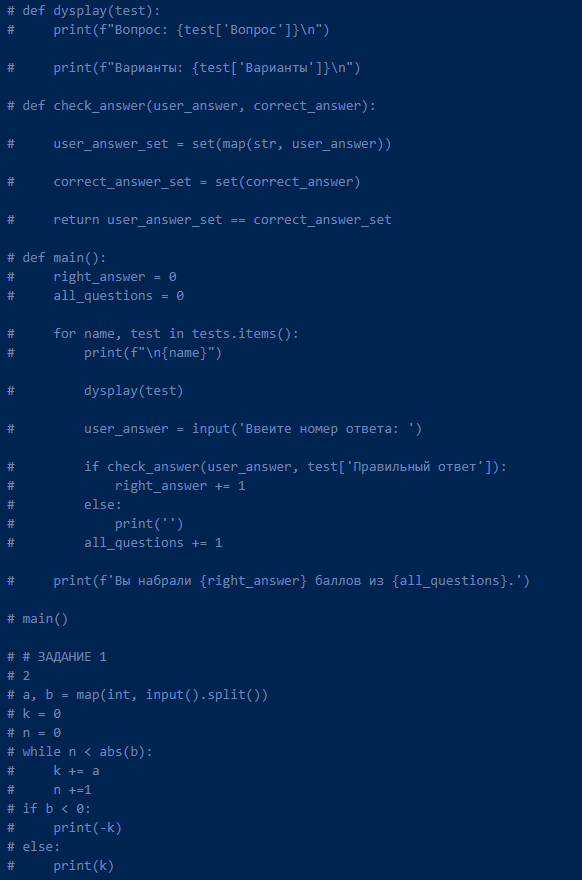 # def dysplay(test):
#     print(f"Вопрос: {test['Вопрос']}\n")
#     print(f"Варианты: {test['Варианты']}\n")
# def check_answer(user_answer, correct_answer):
#     user_answer_set = set(map(str, user_answer))
#     correct_answer_set = set(correct_answer)
#     return user_answer_set == correct_answer_set
# def main():
#     right_answer = 0
#     all_questions = 0
#     for name, test in tests.items():
#         print(f"\n{name}")
#         dysplay(test)
#         user_answer = input('Ввеите номер ответа: ')
#         if check_answer(user_answer, test['Правильный ответ']):
#             right_answer += 1
#         else:
#             print('')
#         all_questions += 1
#     print(f'Вы набрали {right_answer} баллов из {all_questions}.')
# main()
# # ЗАДАНИЕ 1
# 2
# a, b = map(int, input().split())
# k = 0
# n = 0
# while n < abs(b):
#     k += a
#     n +=1
# if b < 0:
#     print(-k)
# else:
#     print(k)